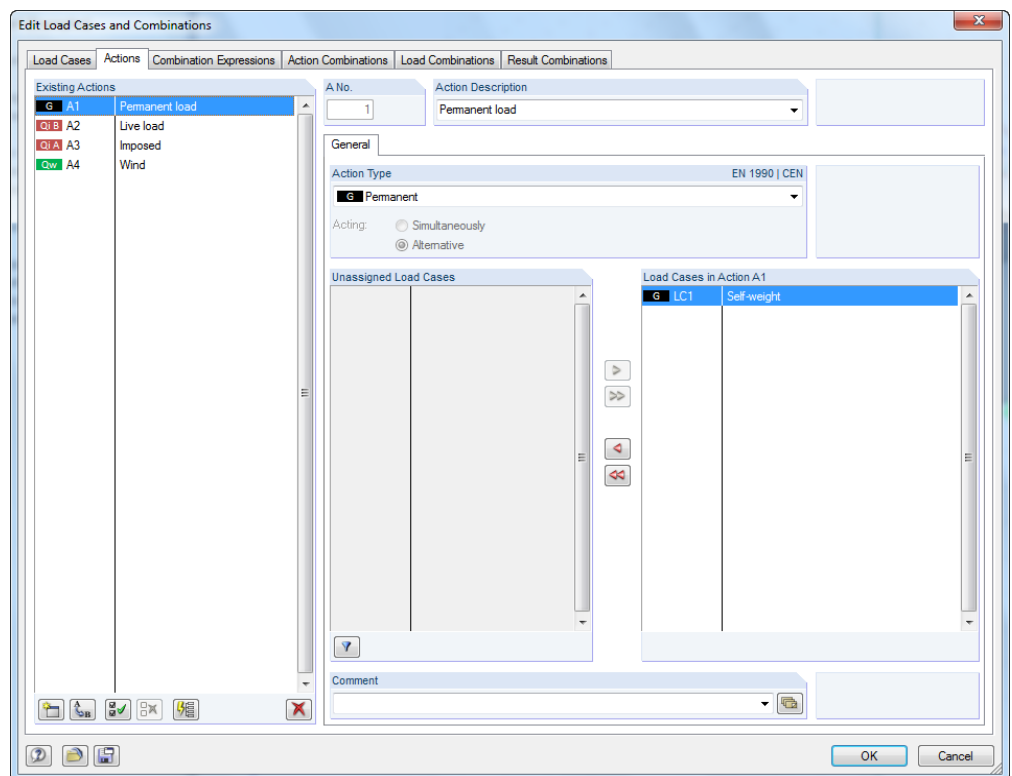 Edit Load Cases and Combinations
Load Cases Actions Combination Expressions Action Combinations Load Combinations Result Combinations
Existing Actions
G A1 Permanent load
Qi B A2 Live load
Qi A A3 Imposed
Qw A4 Wind
A No.
1
Action Description
Permanent load
General
Action Type EN 1990 | CEN
G Permanent
Acting: Simultaneously
Alternative
Unassigned Load Cases
Load Cases in Action A1
G LC1 Self-weight
Comment
OK Cancel